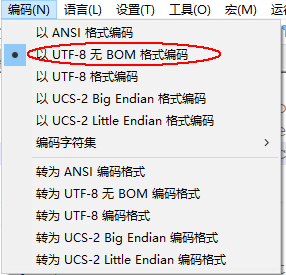 编码(N) 语言(L) 设置(T) 工具(O) 宏(M) 运行
以 ANSI 格式编码
以 UTF-8 无 BOM 格式编码
以 UTF-8 格式编码
以 UCS-2 Big Endian 格式编码
以 UCS-2 Little Endian 格式编码
编码字符集
转为 ANSI 编码格式
转为 UTF-8 无 BOM 编码格式
转为 UTF-8 编码格式
转为 UCS-2 Big Endian 编码格式
转为 UCS-2 Little Endian 编码格式